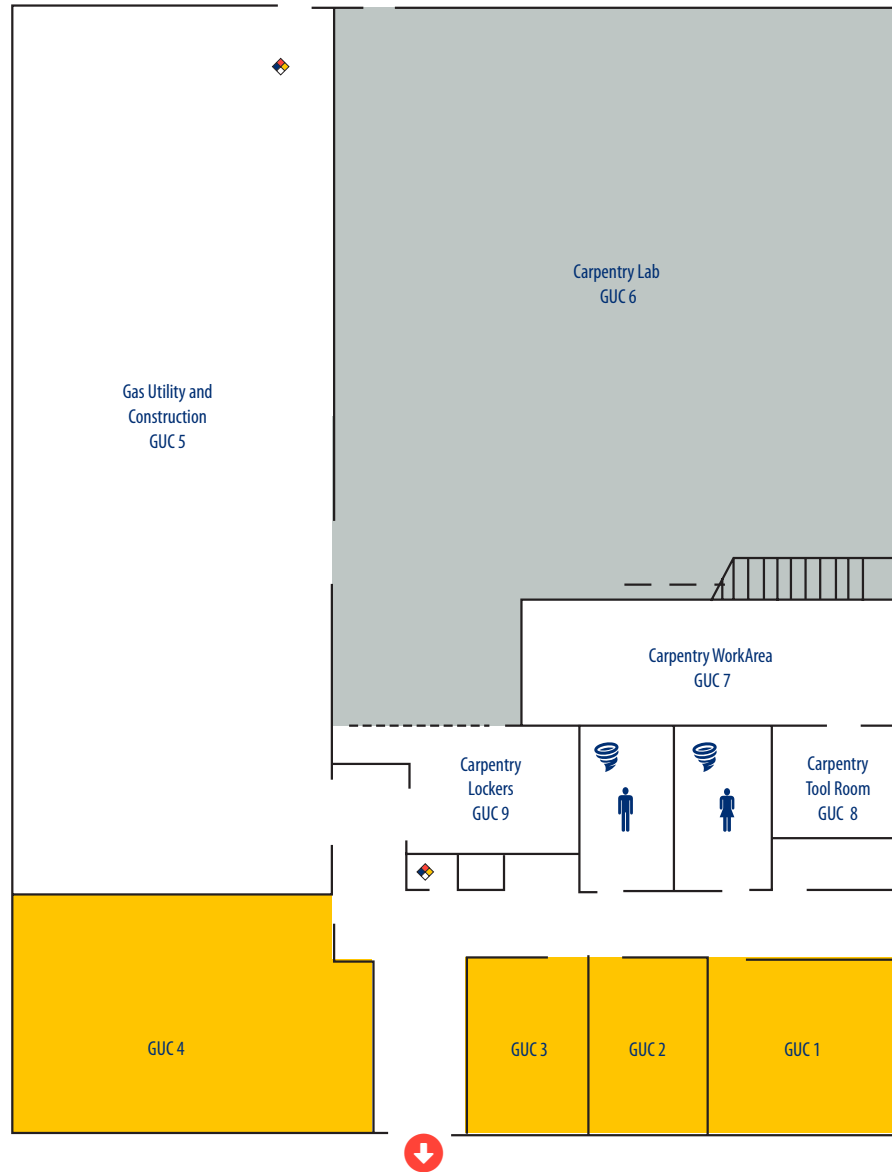 Carpentry Lab
GUC 6
Gas Utility and
Construction
GUC 5
Carpentry WorkArea
GUC 7
Carpentry
Lockers
GUC 9
Carpentry
Tool Room
GUC 8
GUC 4
GUC 3
GUC 2
GUC 1